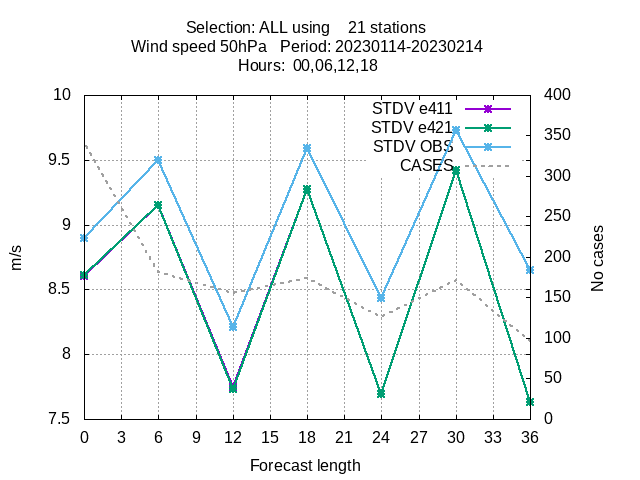 Selection: ALL using    21 stations
Wind speed 50hPa   Period: 20230114-20230214
Hours:  00,06,12,18
STDV e411
STDV e421
STDV OBS
CASES
10
9.5
9
8.5
8
7.5
400
350
300
250
200
150
100
50
0
0 3 6 9 12 15 18 21 24 27 30 33 36
m/s
No cases
Forecast length